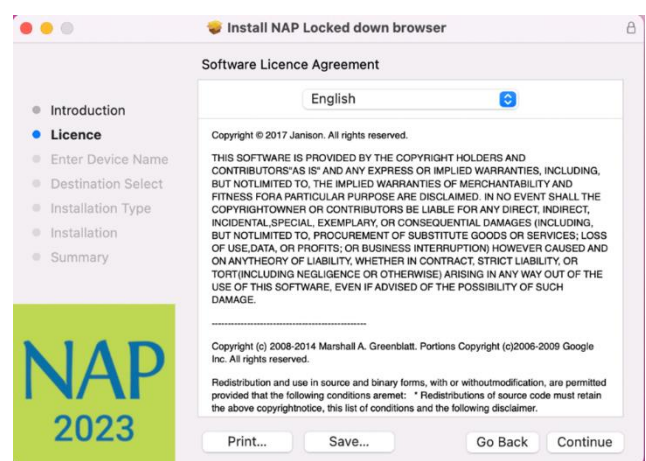 Install NAP Locked down browser
Software Licence Agreement
Introduction
Licence
Enter Device Name
Destination Select
Installation Type
Installation
Summary
NAP
2023
English
Copyright © 2017 Janison. All rights reserved.
THIS SOFTWARE IS PROVIDED BY THE COPYRIGHT HOLDERS AND
CONTRIBUTORS"AS IS" AND ANY EXPRESS OR IMPLIED WARRANTIES, INCLUDING,
BUT NOTLIMITED TO, THE IMPLIED WARRANTIES OF MERCHANTABILITY AND
FITNESS FORA PARTICULAR PURPOSE ARE DISCLAIMED. IN NO EVENT SHALL THE
COPYRIGHTOWNER OR CONTRIBUTORS BE LIABLE FOR ANY DIRECT, INDIRECT,
INCIDENTAL,SPECIAL, EXEMPLARY, OR CONSEQUENTIAL DAMAGES (INCLUDING,
BUT NOTLIMITED TO, PROCUREMENT OF SUBSTITUTE GOODS OR SERVICES; LOSS
OF USE,DATA, OR PROFITS; OR BUSINESS INTERRUPTION) HOWEVER CAUSED AND
ON ANYTHEORY OF LIABILITY, WHETHER IN CONTRACT, STRICT LIABILITY, OR
TORT(INCLUDING NEGLIGENCE OR OTHERWISE) ARISING IN ANY WAY OUT OF THE
USE OF THIS SOFTWARE, EVEN IF ADVISED OF THE POSSIBILITY OF SUCH
DAMAGE.
------------------------------------------------
Copyright (c) 2008-2014 Marshall A. Greenblatt. Portions Copyright (c)2006-2009 Google
Inc. All rights reserved.
Redistribution and use in source and binary forms, with or withoutmodification, are permitted
provided that the following conditions aremet: * Redistributions of source code must retain
the above copyrightnotice, this list of conditions and the following disclaimer.
Print...
Save...
Go Back
Continue